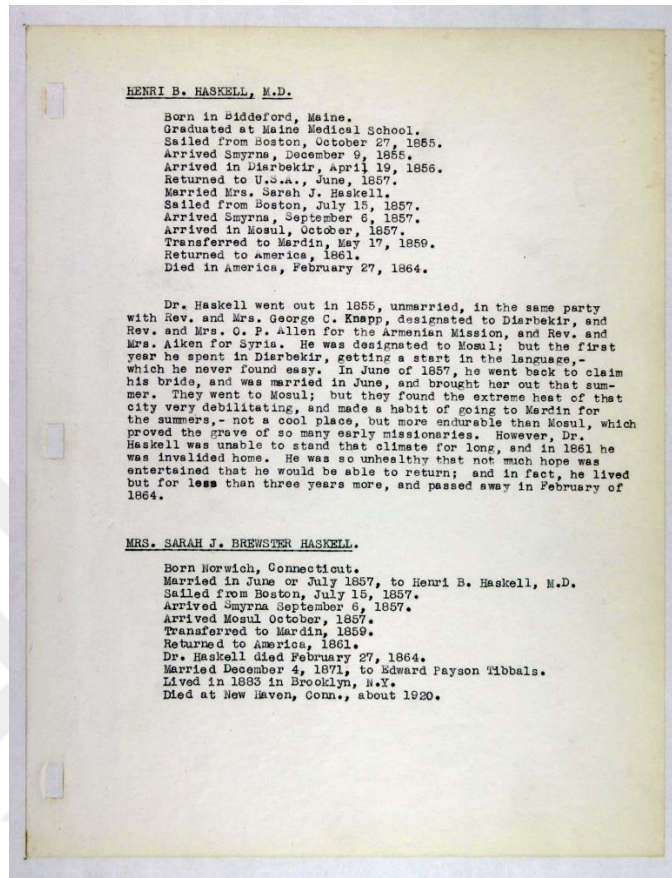 HENRI B. HASKELL, M.D.
Born in Biddeford, Maine.
Graduated at Maine Medical School.
Sailed from Boston, October 27, 1855.
Arrived Smyrna, December 9, 1855.
Arrived in Diarbekir, April 19, 1856.
Returned to U.S.A., June, 1857.
Married Mrs. Sarah J. Haskell.
Sailed from Boston, July 15, 1857.
Arrived Smyrna, September 6, 1857.
Arrived in Mosul, October, 1857.
Transferred to Mardin, May 17, 1859.
Returned to America, 1861.
Died in America, February 27, 1864.
Dr. Haskell went out in 1855, unmarried, in the same party
with Rev. and Mrs. George C. Knapp, designated to Diarbekir, and
Rev. and Mrs. O. P. Allen for the Armenian Mission, and Rev. and
Mrs. Aiken for Syria. He was designated to Mosul; but the first
year he spent in Diarbekir, getting a start in the language,-
which he never found easy. In June of 1857, he went back to claim
his bride, and was married in June, and brought her out that sum-
mer. They went to Mosul; but they found the extreme heat of that
city very debilitating, and made a habit of going to Mardin for
the summers,- not a cool place, but more endurable than Mosul, which
proved the grave of so many early missionaries. However, Dr.
Haskell was unable to stand that climate for long, and in 1861 he
was invalided home. He was so unhealthy that not much hope was
entertained that he would be able to return; and in fact, he lived
but for less than three years more, and passed away in February of
1864.
MRS. SARAH J. BREWSTER HASKELL.
Born Norwich, Connecticut.
Married in June or July 1857, to Henri B. Haskell, M.D.
Sailed from Boston, July 15, 1857.
Arrived Smyrna September 6, 1857.
Arrived Mosul October, 1857.
Transferred to Mardin, 1859.
Returned to America, 1861.
Dr. Haskell died February 27, 1864.
Married December 4, 1871, to Edward Payson Tibbals.
Lived in 1883 in Brooklyn, N.Y.
Died at New Haven, Conn., about 1920.